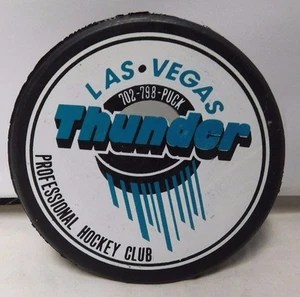 LAS • VEGAS
702-798-PUCK
Thunder
PROFESSIONAL HOCKEY CLUB